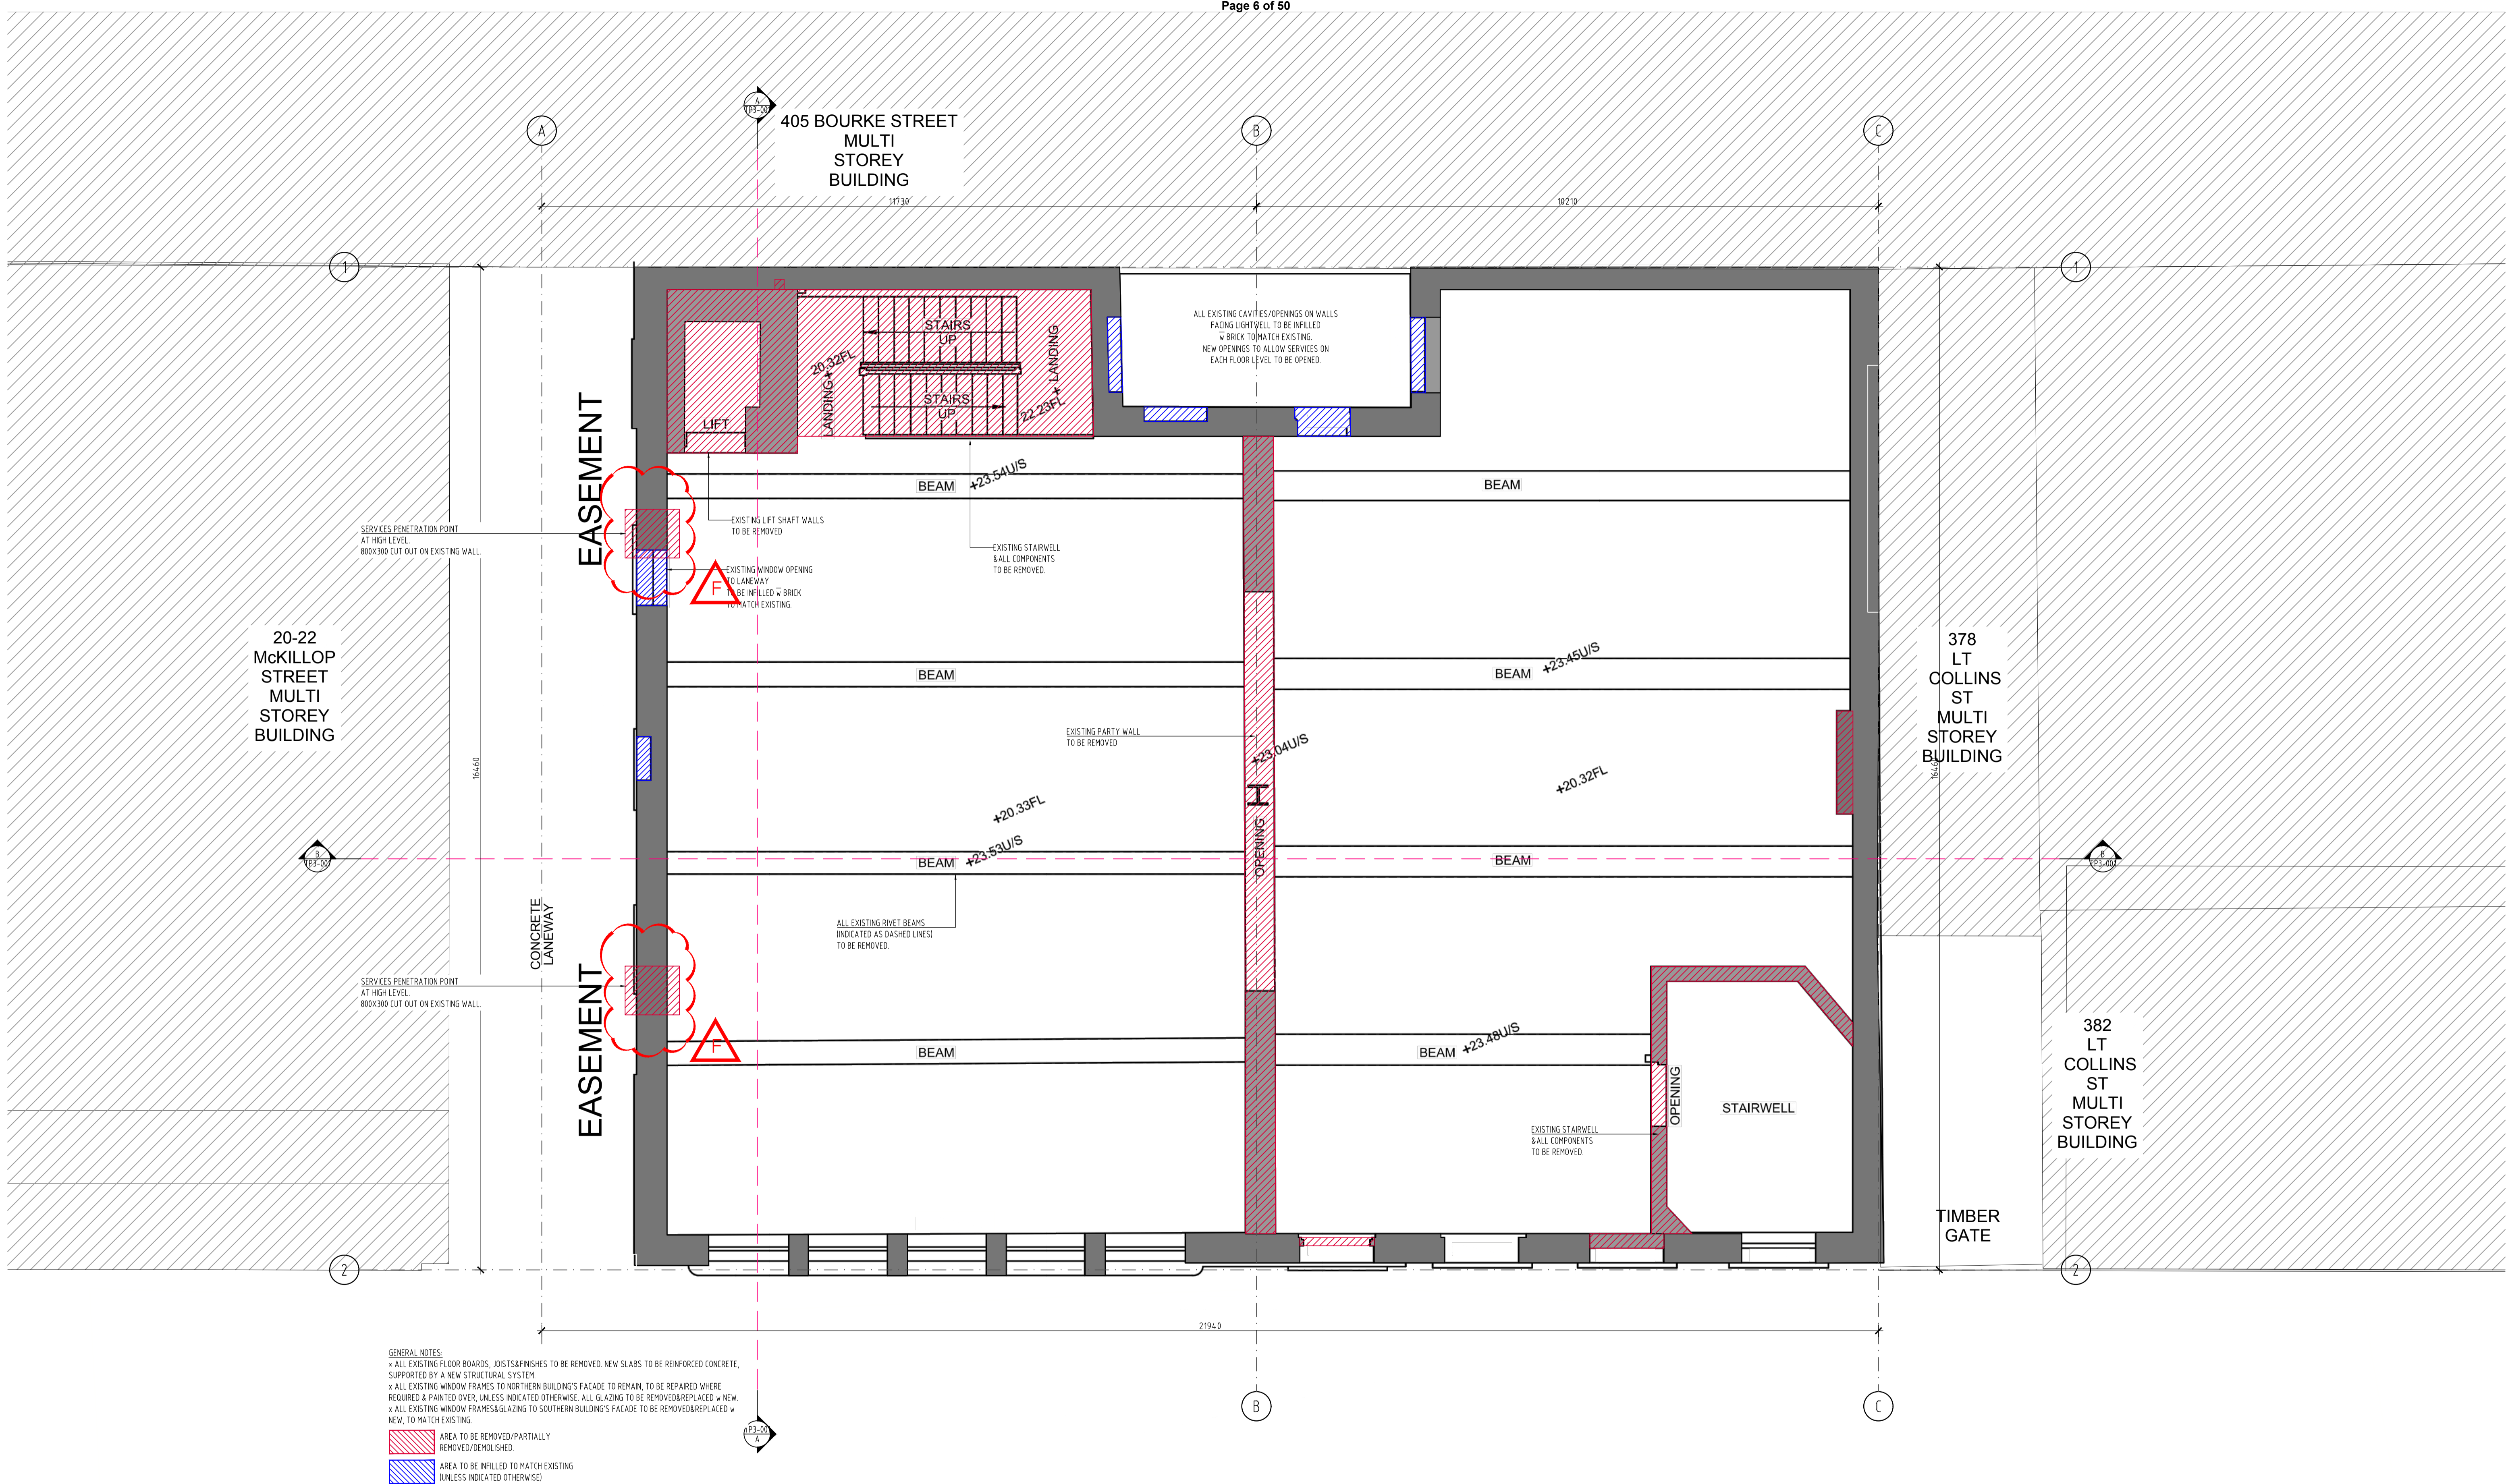 Page 6 of 50
A
TP3-001
405 BOURKE STREET
MULTI
STOREY
BUILDING
A
B
C
11730
10210
1
1
ALL EXISTING CAVITIES/OPENINGS ON WALLS
FACING LIGHTWELL TO BE INFILLED
w BRICK TO MATCH EXISTING.
NEW OPENINGS TO ALLOW SERVICES ON
EACH FLOOR LEVEL TO BE OPENED.
STAIRS
UP
20.32FL
LANDING
LANDING
STAIRS
UP
22.23FL
LIFT
EASEMENT
+23.54U/S
BEAM
BEAM
EXISTING LIFT SHAFT WALLS
TO BE REMOVED
SERVICES PENETRATION POINT
AT HIGH LEVEL.
800X300 CUT OUT ON EXISTING WALL.
EXISTING STAIRWELL
&ALL COMPONENTS
TO BE REMOVED.
EXISTING WINDOW OPENING
TO LANEWAY
TO BE INFILLED w BRICK
TO MATCH EXISTING.
F
20-22
McKILLOP
STREET
MULTI
STOREY
BUILDING
378
LT
COLLINS
ST
MULTI
STOREY
BUILDING
BEAM
BEAM
+23.45U/S
EXISTING PARTY WALL
TO BE REMOVED
+23.04U/S
16460
16460
+20.32FL
+20.33FL
OPENING
B
TP3-001
BEAM
+23.53U/S
BEAM
B
TP3-001
CONCRETE
LANEWAY
ALL EXISTING RIVET BEAMS
(INDICATED AS DASHED LINES)
TO BE REMOVED.
SERVICES PENETRATION POINT
AT HIGH LEVEL.
800X300 CUT OUT ON EXISTING WALL.
EASEMENT
F
BEAM
BEAM
+23.48U/S
OPENING
STAIRWELL
EXISTING STAIRWELL
&ALL COMPONENTS
TO BE REMOVED.
382
LT
COLLINS
ST
MULTI
STOREY
BUILDING
TIMBER
GATE
2
2
21940
GENERAL NOTES:
x ALL EXISTING FLOOR BOARDS, JOISTS&FINISHES TO BE REMOVED. NEW SLABS TO BE REINFORCED CONCRETE,
SUPPORTED BY A NEW STRUCTURAL SYSTEM.
x ALL EXISTING WINDOW FRAMES TO NORTHERN BUILDING'S FACADE TO REMAIN, TO BE REPAIRED WHERE
REQUIRED & PAINTED OVER, UNLESS INDICATED OTHERWISE. ALL GLAZING TO BE REMOVED&REPLACED w NEW.
x ALL EXISTING WINDOW FRAMES&GLAZING TO SOUTHERN BUILDING'S FACADE TO BE REMOVED&REPLACED w
NEW, TO MATCH EXISTING.
B
C
TP3-001
A
AREA TO BE REMOVED/PARTIALLY
REMOVED/DEMOLISHED.
AREA TO BE INFILLED TO MATCH EXISTING
(UNLESS INDICATED OTHERWISE)